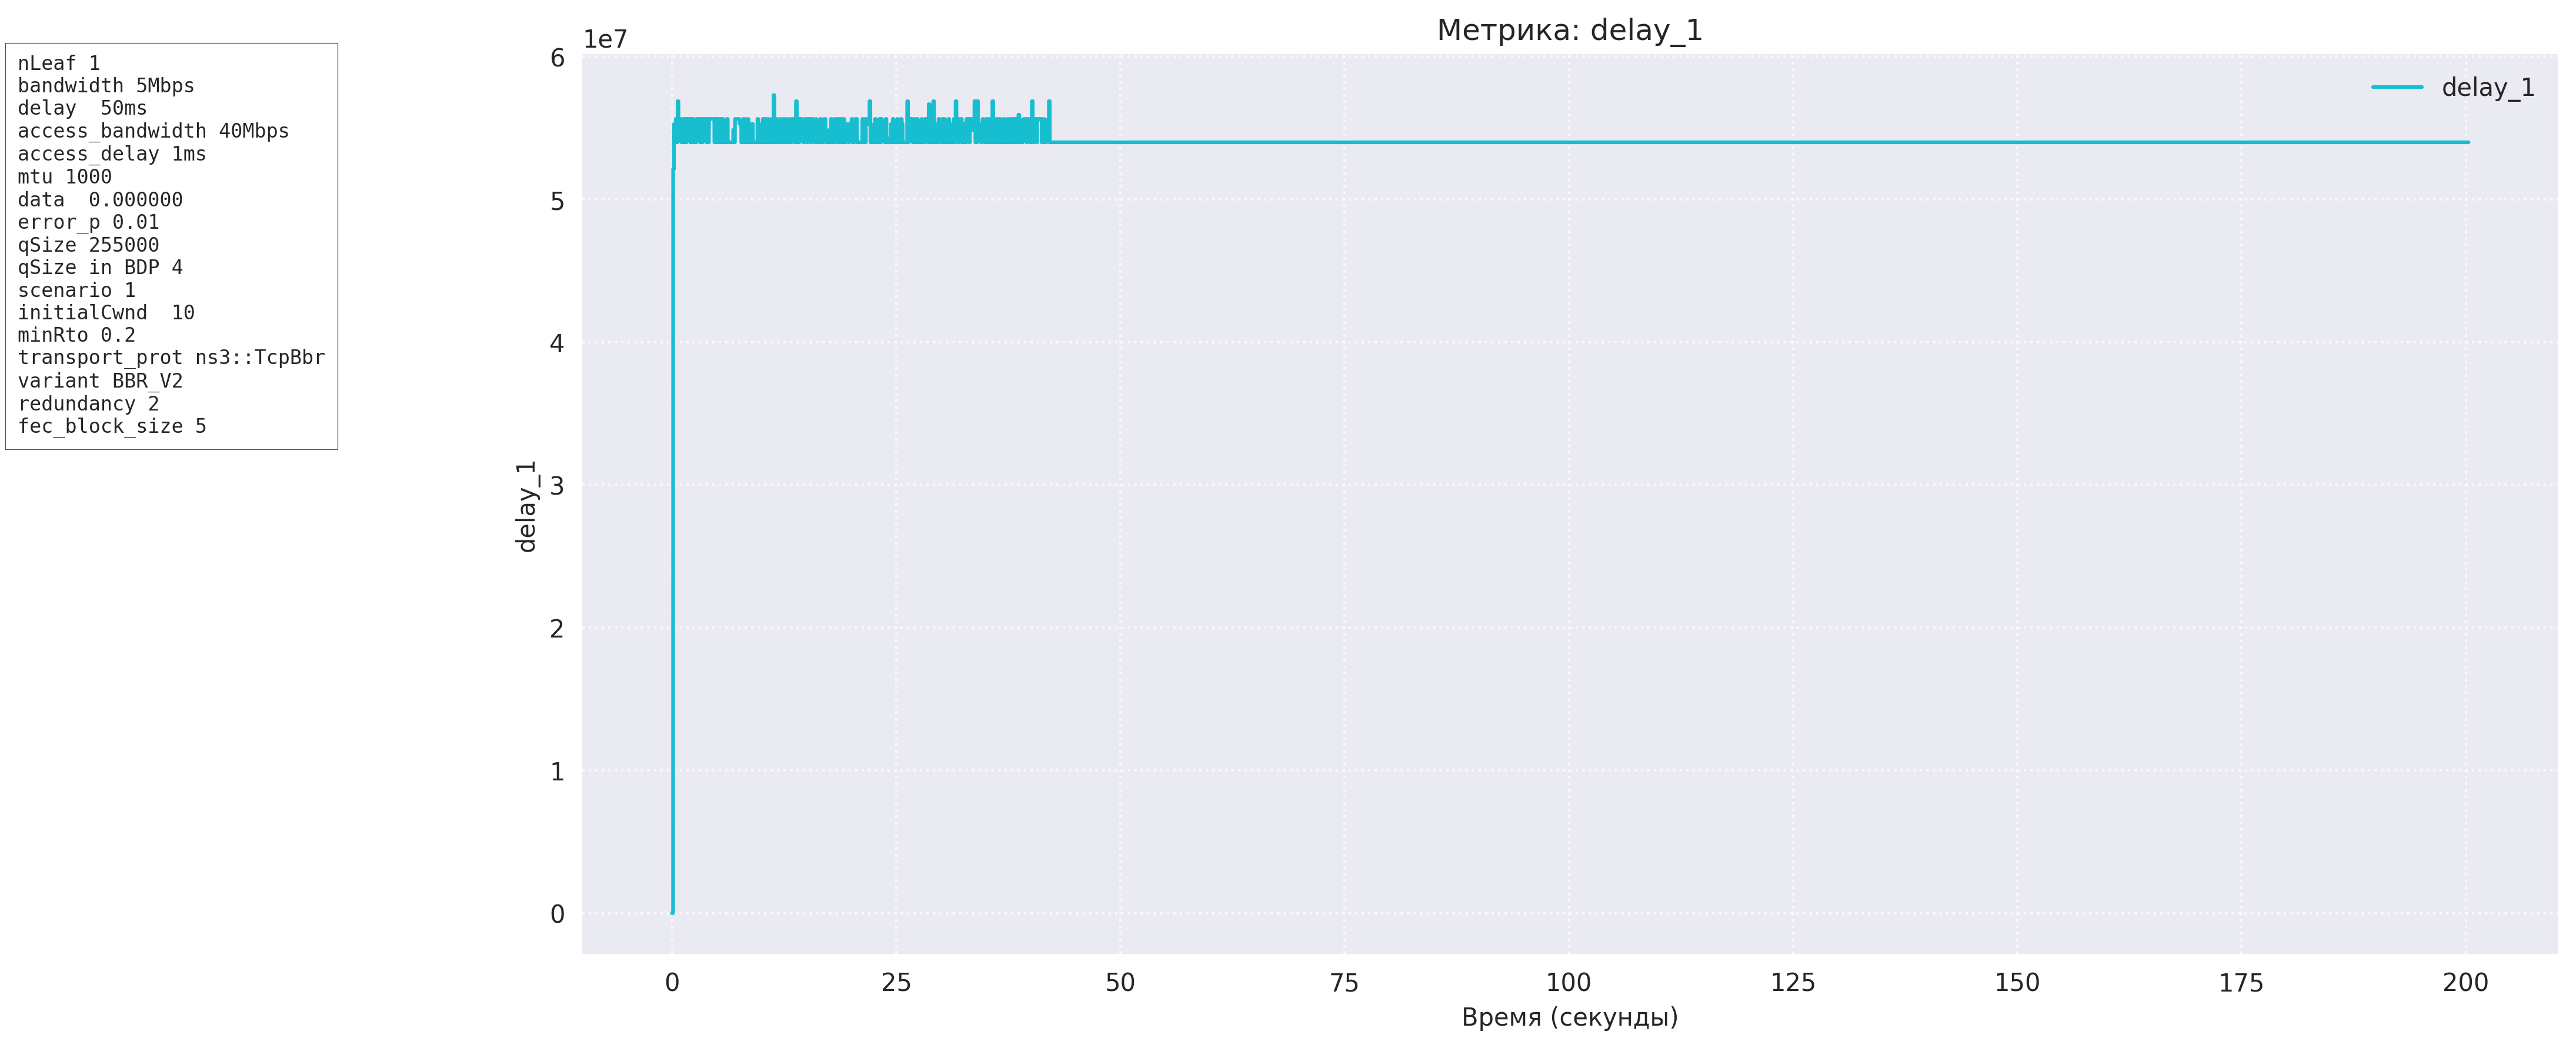 nLeaf 1
bandwidth 5Mbps
delay  50ms
access_bandwidth 40Mbps
access_delay 1ms
mtu 1000
data  0.000000
error_p 0.01
qSize 255000
qSize in BDP 4
scenario 1
initialCwnd  10
minRto 0.2
transport_prot ns3::TcpBbr
variant BBR_V2
redundancy 2
fec_block_size 5
Метрика: delay_1
1e7
6
5
4
3
2
1
0
delay_1
delay_1
0 25 50 75 100 125 150 175 200
Время (секунды)